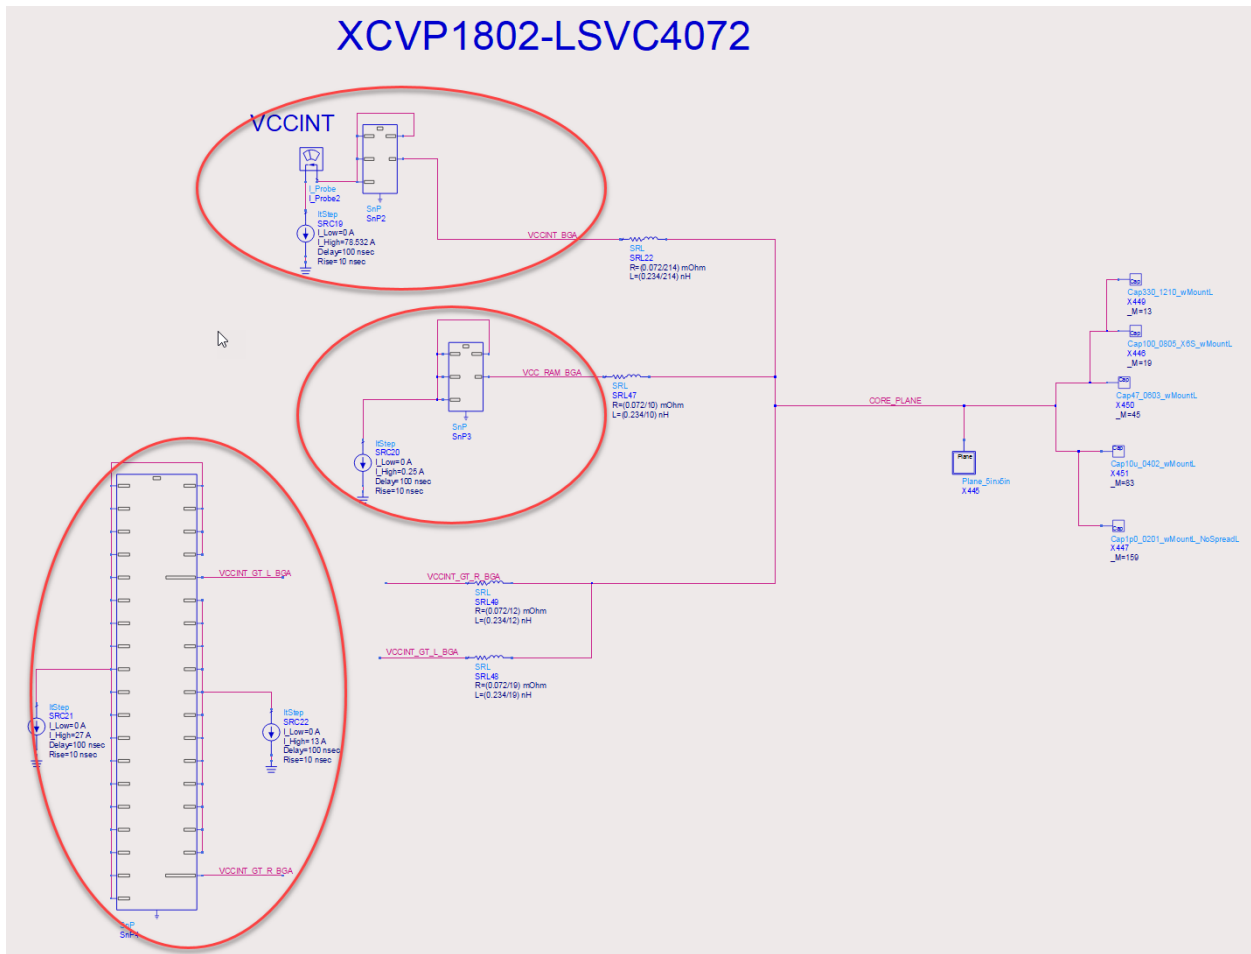 XCVP1802-LSVC4072
VCCINT
I_Probe
I_Probe2
SnP
SnP2
ItStep
SRC19
I_Low=0 A
I_High=78.532 A
Delay=100 nsec
Rise=10 nsec
VCCINT_BGA
SRL
SRL22
R=(0.072/214) mOhm
L=(0.234/214) nH
Cap
Cap330_1210_wMountL
X449
_M=13
Cap
Cap100_0805_X6S_wMountL
X446
_M=19
Cap
Cap47_0603_wMountL
X450
_M=45
VCC_RAM_BGA
SRL
SRL47
R=(0.072/10) mOhm
L=(0.234/10) nH
CORE_PLANE
SnP
SnP3
ItStep
SRC20
I_Low=0 A
I_High=0.25 A
Delay=100 nsec
Rise=10 nsec
Plane
Plane_5inx5in
X445
Cap
Cap10u_0402_wMountL
X451
_M=83
Cap
Cap1p0_0201_wMountL_NoSpreadL
X447
_M=159
VCCINT_GT_L_BGA
VCCINT_GT_R_BGA
SRL
SRL49
R=(0.072/12) mOhm
L=(0.234/12) nH
VCCINT_GT_L_BGA
SRL
SRL48
R=(0.072/19) mOhm
L=(0.234/19) nH
ItStep
SRC21
I_Low=0 A
I_High=27 A
Delay=100 nsec
Rise=10 nsec
ItStep
SRC22
I_Low=0 A
I_High=13 A
Delay=100 nsec
Rise=10 nsec
VCCINT_GT_R_BGA
SnP
SnP4